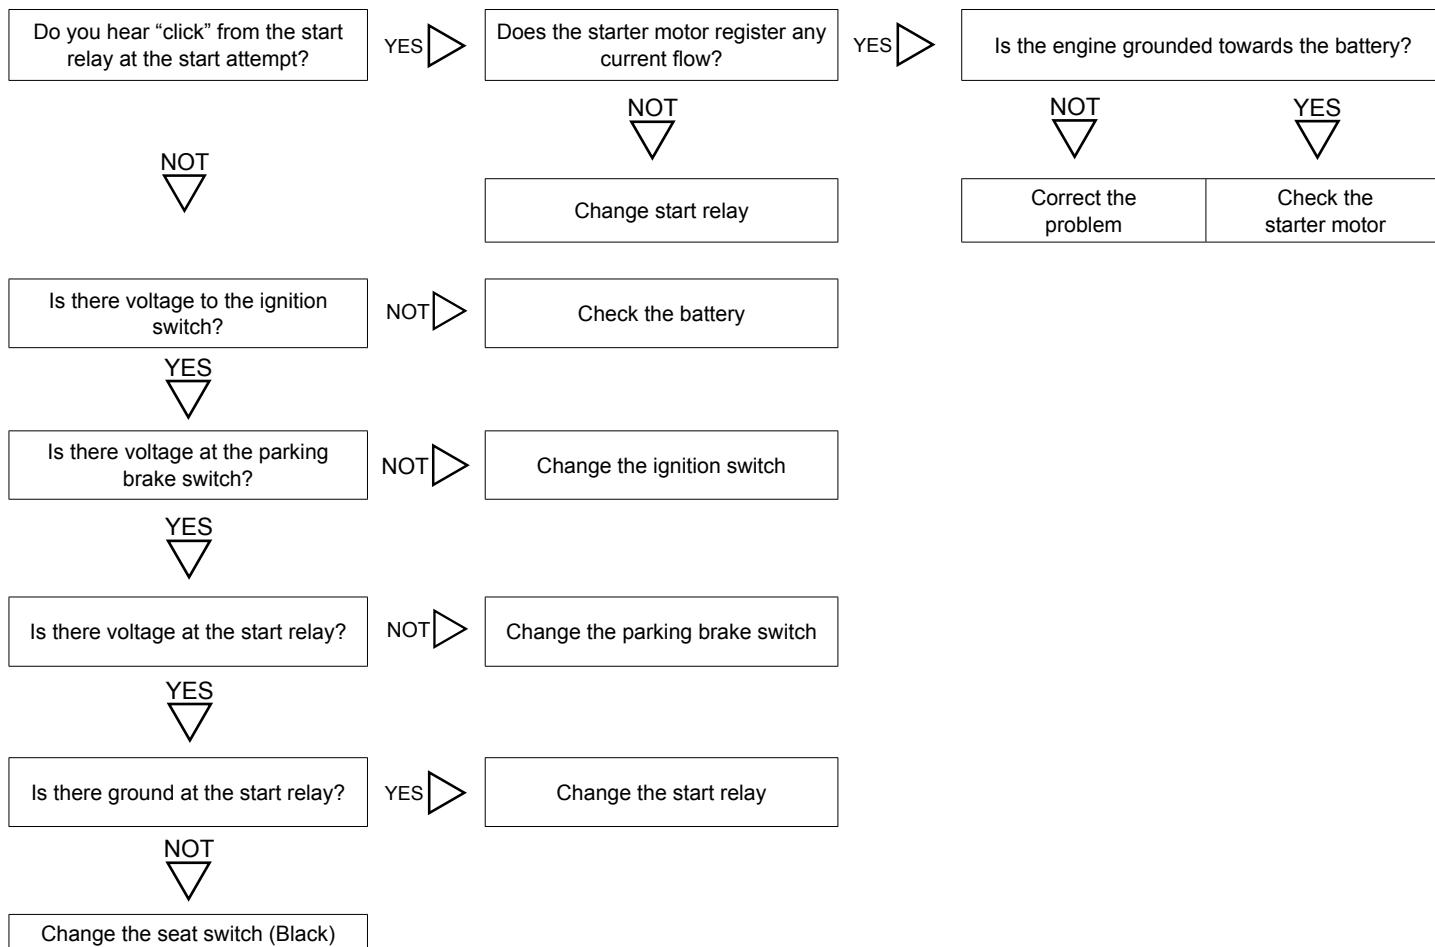 Do you hear “click” from the start
relay at the start attempt?
YES
Does the starter motor register any
current flow?
YES
Is the engine grounded towards the battery?
NOT
NOT
YES
NOT
Change start relay
Correct the
problem
Check the
starter motor
Is there voltage to the ignition
switch?
NOT
Check the battery
YES
Is there voltage at the parking
brake switch?
NOT
Change the ignition switch
YES
Is there voltage at the start relay?
NOT
Change the parking brake switch
YES
Is there ground at the start relay?
YES
Change the start relay
NOT
Change the seat switch (Black)